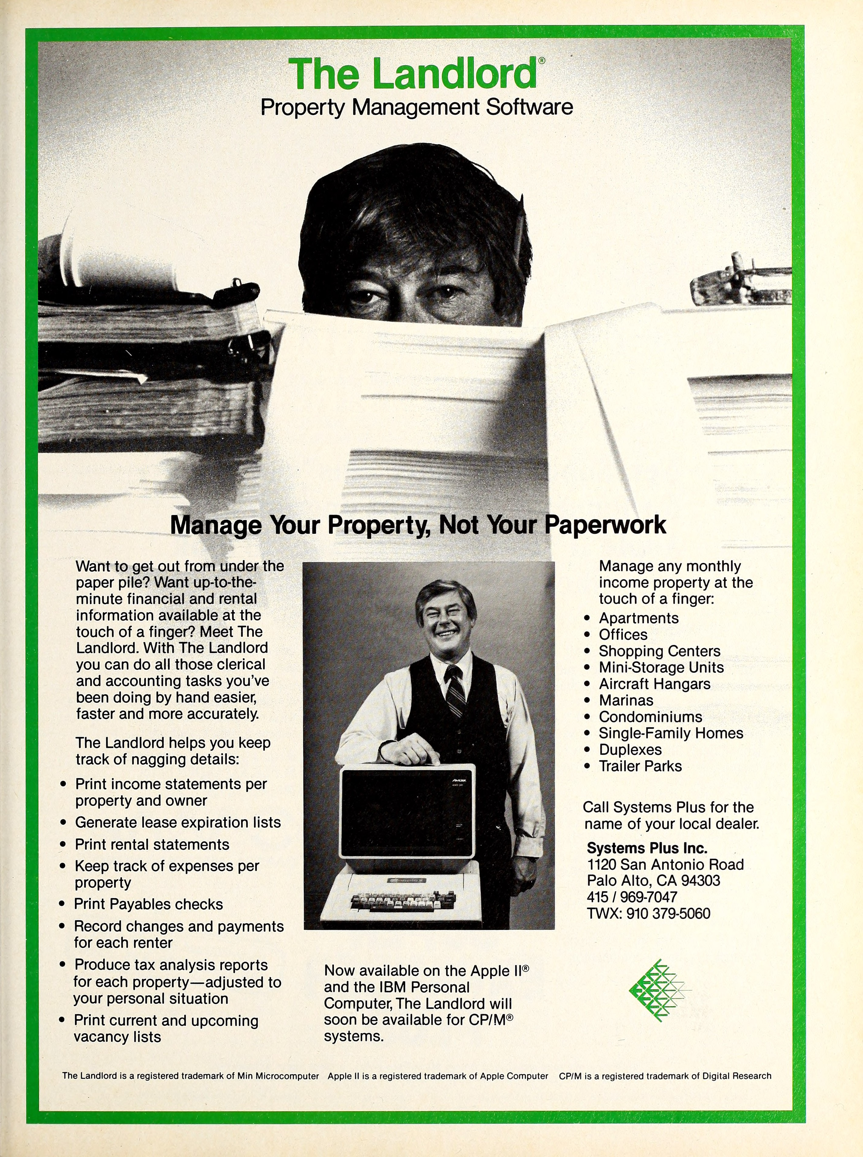 The Landlord®
Property Management Software
Manage Your Property, Not Your Paperwork
Want to get out from under the
paper pile? Want up-to-the-
minute financial and rental
information available at the
touch of a finger? Meet The
Landlord. With The Landlord
you can do all those clerical
and accounting tasks you've
been doing by hand easier,
faster and more accurately.
The Landlord helps you keep
track of nagging details:
• Print income statements per
property and owner
• Generate lease expiration lists
• Print rental statements
• Keep track of expenses per
property
• Print Payables checks
• Record changes and payments
for each renter
• Produce tax analysis reports
for each property—adjusted to
your personal situation
• Print current and upcoming
vacancy lists
Now available on the Apple II®
and the IBM Personal
Computer, The Landlord will
soon be available for CP/M®
systems.
Manage any monthly
income property at the
touch of a finger:
• Apartments
• Offices
• Shopping Centers
• Mini-Storage Units
• Aircraft Hangars
• Marinas
• Condominiums
• Single-Family Homes
• Duplexes
• Trailer Parks
Call Systems Plus for the
name of your local dealer.
Systems Plus Inc.
1120 San Antonio Road
Palo Alto, CA 94303
415 / 969-7047
TWX: 910 379-5060
The Landlord is a registered trademark of Min Microcomputer Apple II is a registered trademark of Apple Computer CP/M is a registered trademark of Digital Research